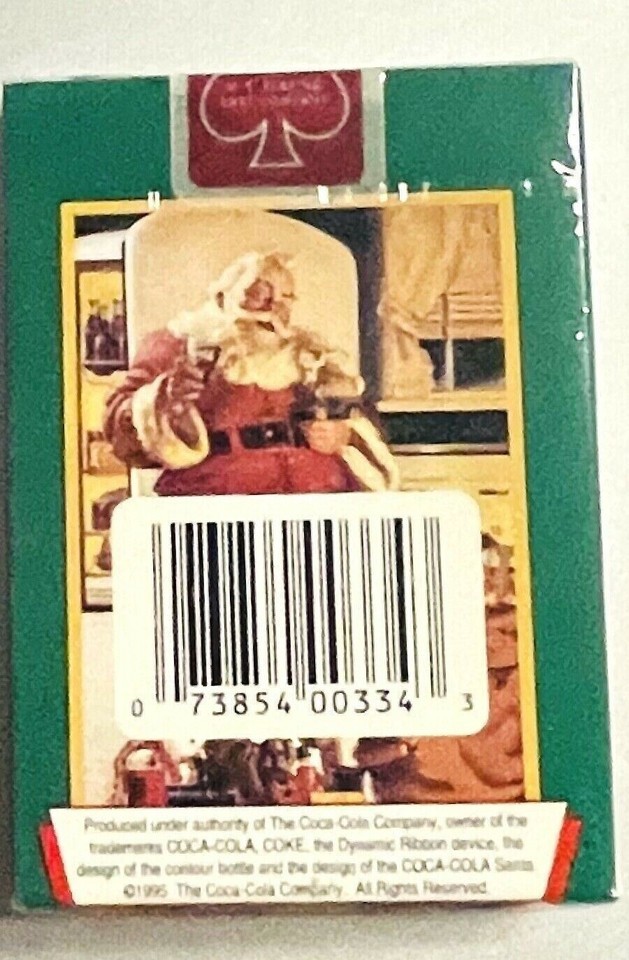 0 73854 00334 3
Produced under authority of The Coca-Cola Company, owner of the
trademarks COCA-COLA, COKE, the Dynamic Ribbon device, the
design of the contour bottle and the design of the COCA-COLA Santa.
©1995 The Coca-Cola Company. All Rights Reserved.